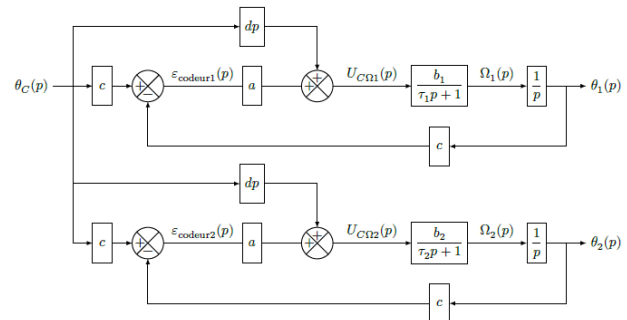 dp
θ_C(p) c + − ε_codeur1(p) a + + U_CΩ1(p) b_1/(τ_1p + 1) Ω_1(p) 1/p θ_1(p)
c
dp
c + − ε_codeur2(p) a + + U_CΩ2(p) b_2/(τ_2p + 1) Ω_2(p) 1/p θ_2(p)
c